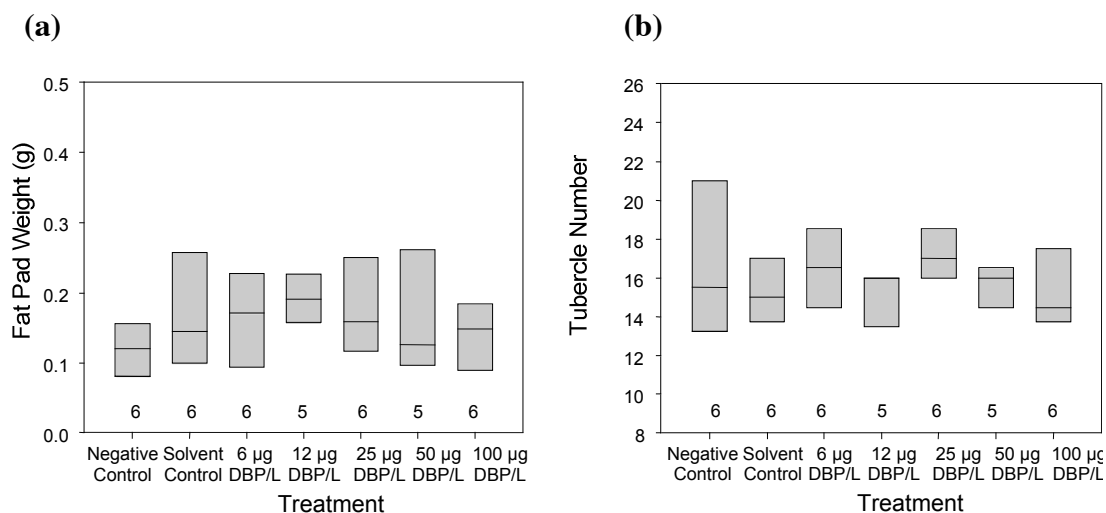 (a)
(b)
Fat Pad Weight (g)
0.5
0.4
0.3
0.2
0.1
0.0
6 6 6 5 6 5 6
Negative Solvent 6 µg 12 µg 25 µg 50 µg 100 µg
Control Control DBP/L DBP/L DBP/L DBP/L DBP/L
Treatment
Tubercle Number
26
24
22
20
18
16
14
12
10
8
6 6 6 5 6 5 6
Negative Solvent 6 µg 12 µg 25 µg 50 µg 100 µg
Control Control DBP/L DBP/L DBP/L DBP/L DBP/L
Treatment